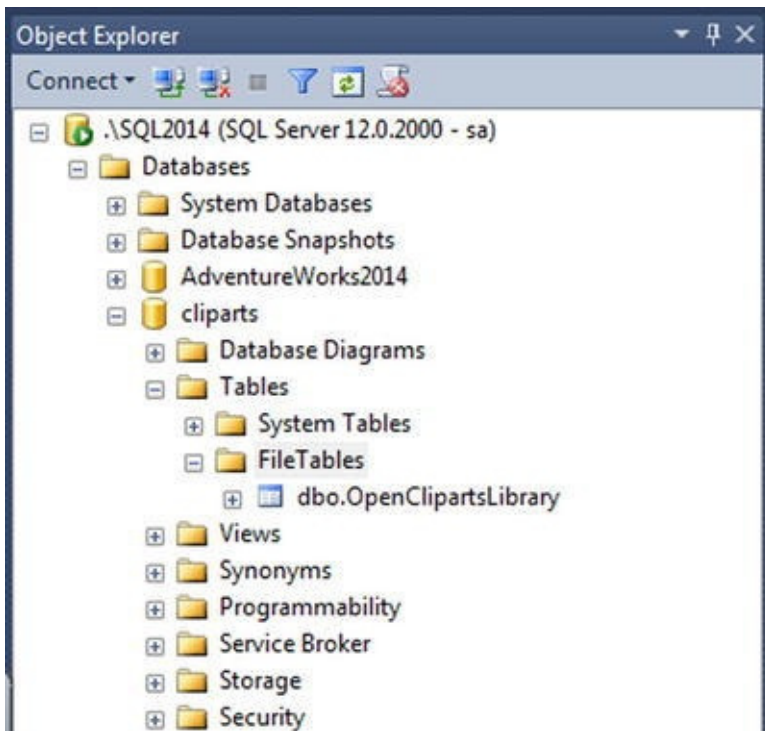 Object Explorer
Connect
.\SQL2014 (SQL Server 12.0.2000 - sa)
Databases
System Databases
Database Snapshots
AdventureWorks2014
cliparts
Database Diagrams
Tables
System Tables
FileTables
dbo.OpenClipartsLibrary
Views
Synonyms
Programmability
Service Broker
Storage
Security